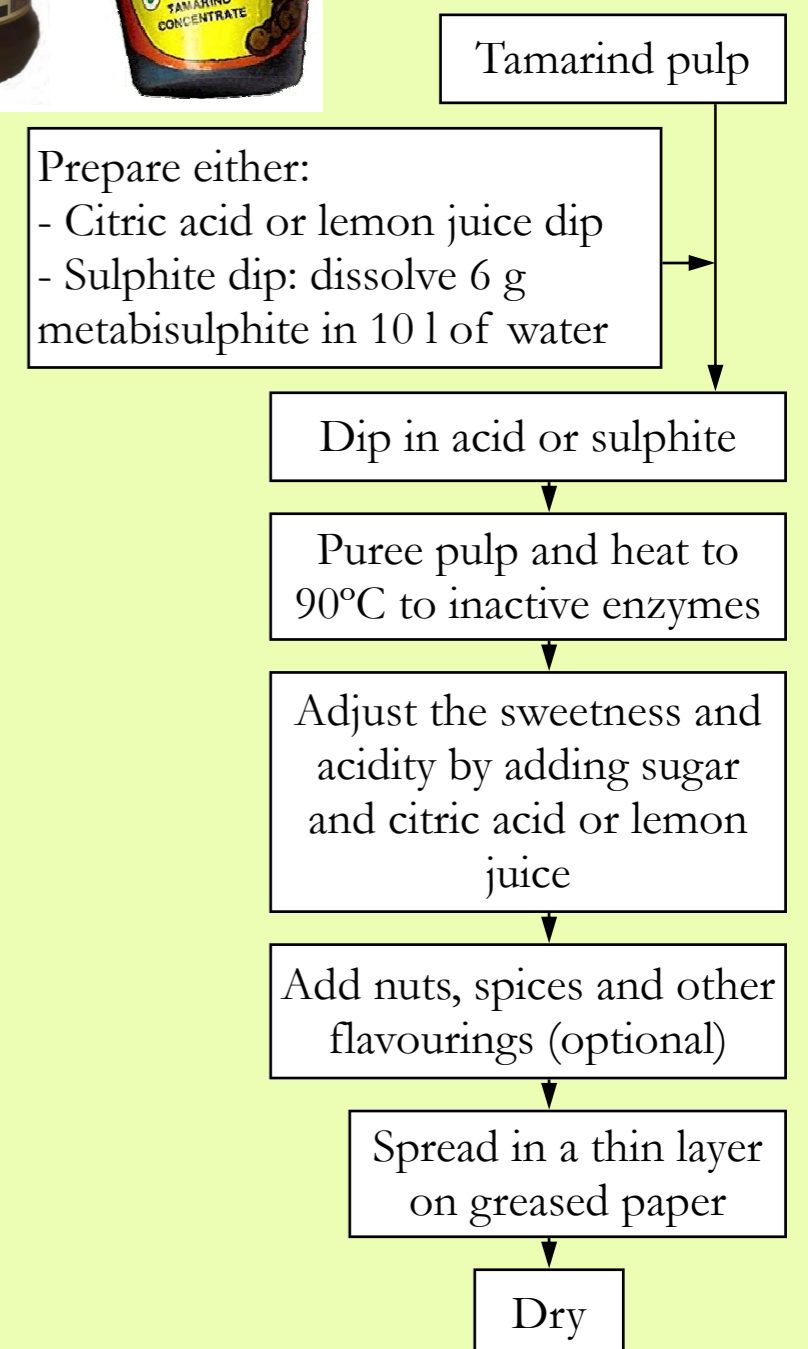 TAMARIND
CONCENTRATE
Tamarind pulp
Prepare either:
- Citric acid or lemon juice dip
- Sulphite dip: dissolve 6 g
metabisulphite in 10 l of water
Dip in acid or sulphite
Puree pulp and heat to
90ºC to inactive enzymes
Adjust the sweetness and
acidity by adding sugar
and citric acid or lemon
juice
Add nuts, spices and other
flavourings (optional)
Spread in a thin layer
on greased paper
Dry